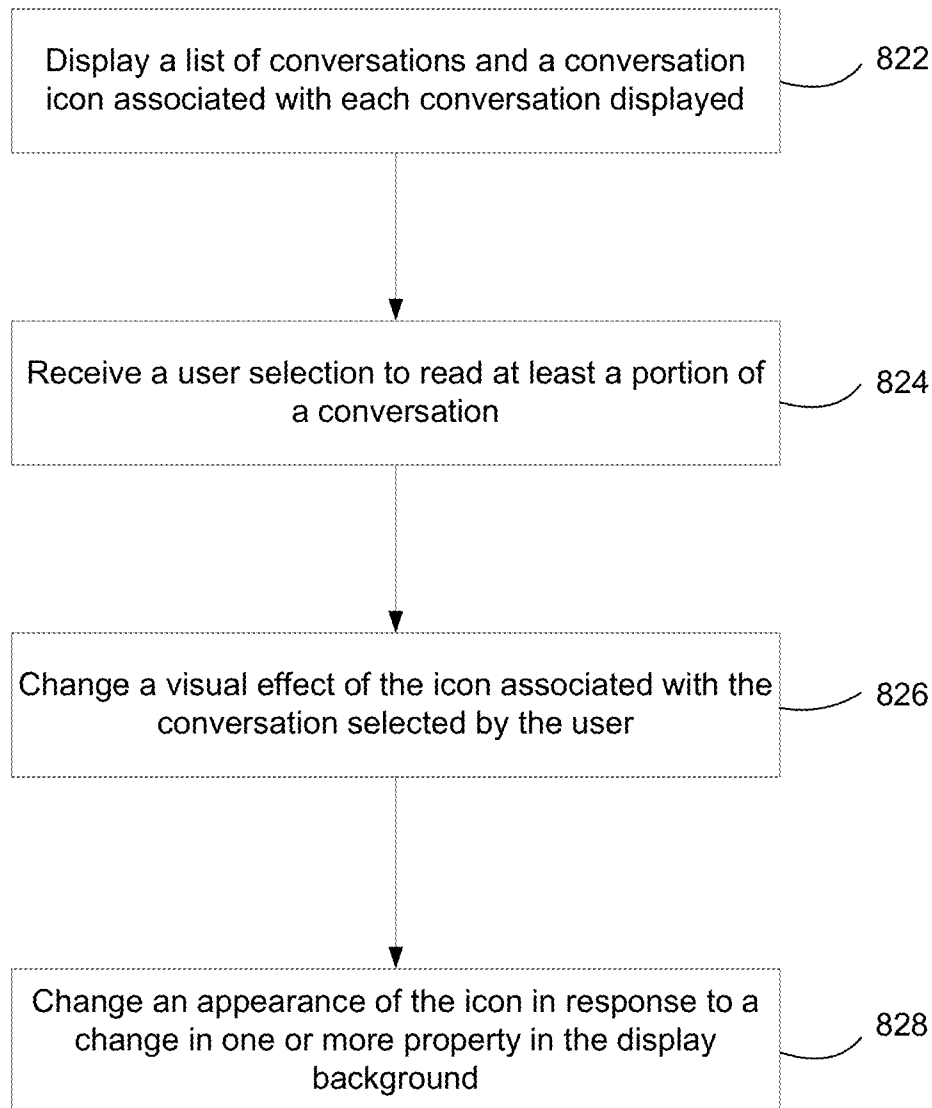 Display a list of conversations and a conversation
icon associated with each conversation displayed
822
Receive a user selection to read at least a portion of
a conversation
824
Change a visual effect of the icon associated with the
conversation selected by the user
826
Change an appearance of the icon in response to a
change in one or more property in the display
background
828